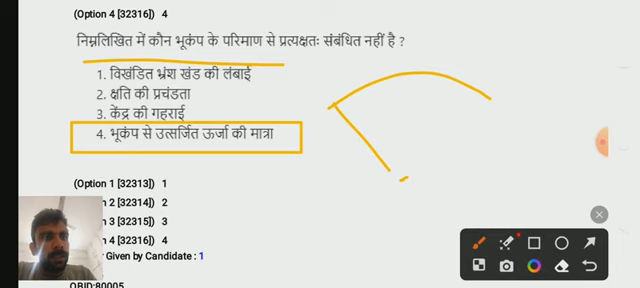 (Option 4 [32316]) 4
निम्नलिखित में कौन भूकंप के परिमाण से प्रत्यक्षतः संबंधित नहीं है ?
1. विखंडित भ्रंश खंड की लंबाई
2. क्षति की प्रचंडता
3. केंद्र की गहराई
4. भूकंप से उत्सर्जित ऊर्जा की मात्रा
(Option 1 [32313]) 1
n 2 [32314]) 2
n 3 [32315]) 3
n 4 [32316]) 4
Given by Candidate : 1
OBID:80005